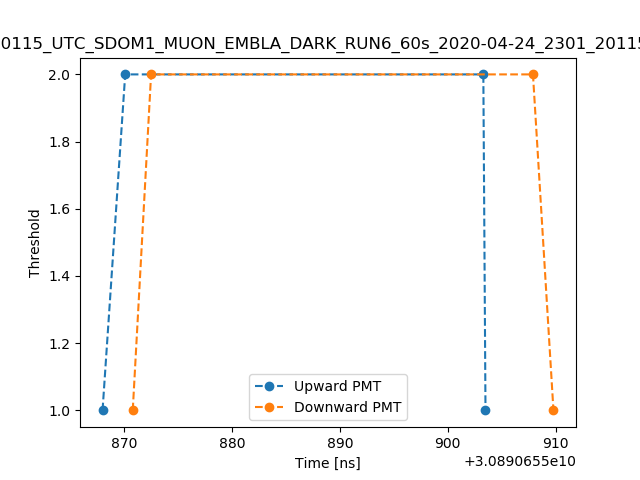 0115_UTC_SDOM1_MUON_EMBLA_DARK_RUN6_60s_2020-04-24_2301_20115
2.0
1.8
1.6
1.4
1.2
1.0
Threshold
Upward PMT
Downward PMT
870 880 890 900 910
Time [ns]
+3.0890655e10